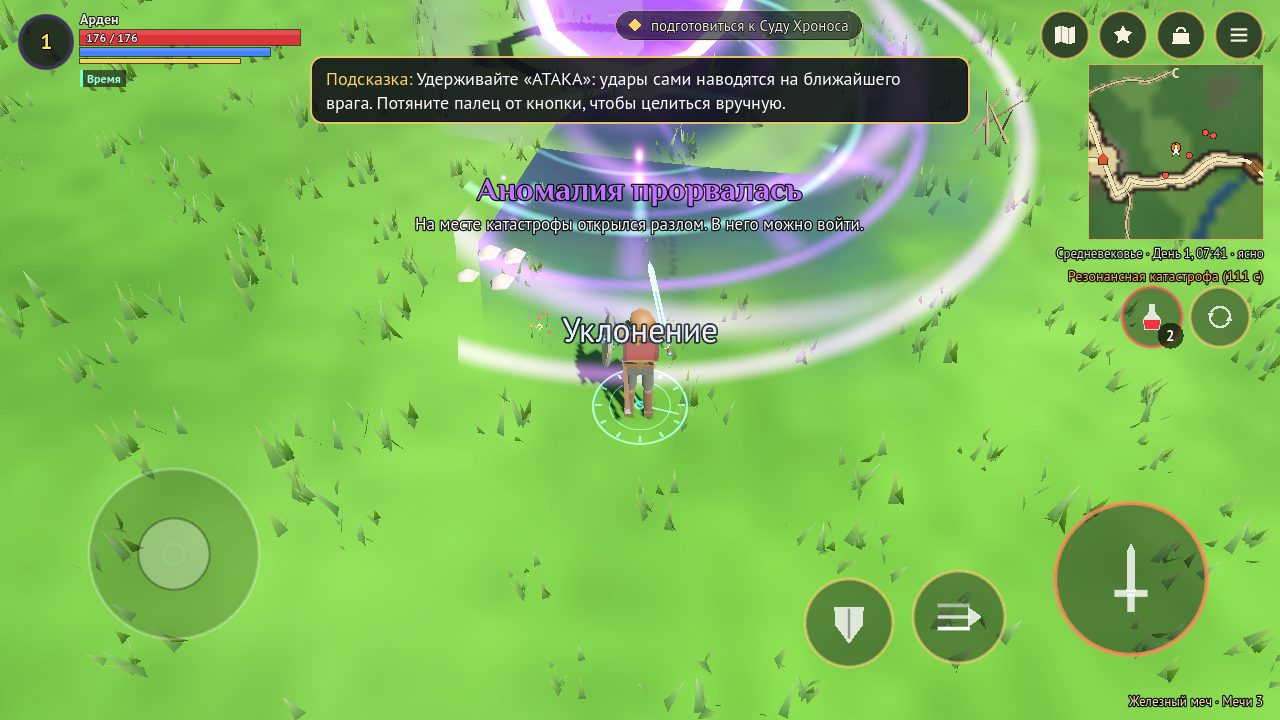 1
Арден
176 / 176
Время
подготовиться к Суду Хроноса
Подсказка: Удерживайте «АТАКА»: удары сами наводятся на ближайшего
врага. Потяните палец от кнопки, чтобы целиться вручную.
С
Аномалия прорвалась
На месте катастрофы открылся разлом. В него можно войти.
Средневековье · День 1, 07:41 · ясно
Резонансная катастрофа (111 с)
2
Уклонение
Железный меч · Мечи 3